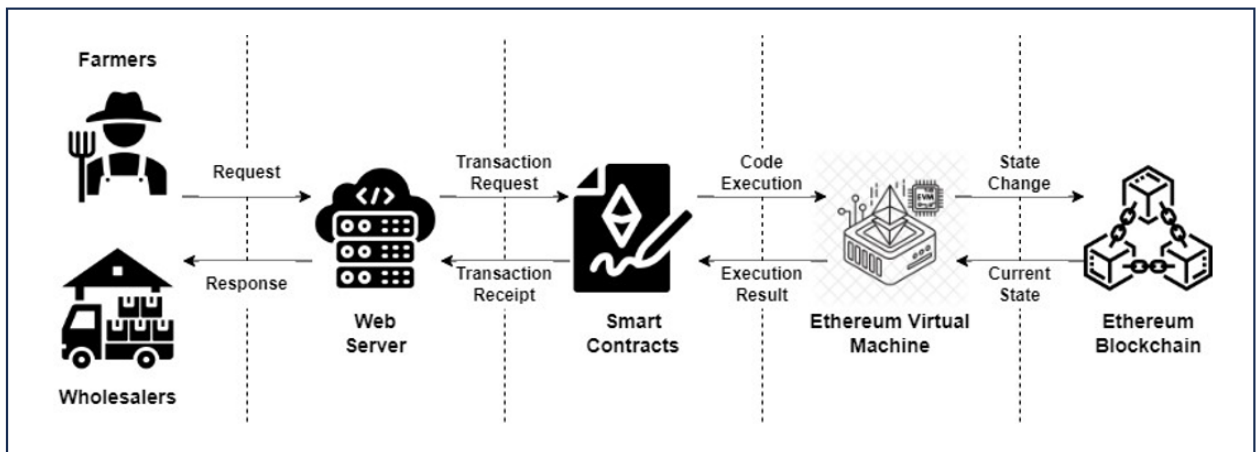 Farmers
Wholesalers
Request
Response
Web
Server
Transaction
Request
Transaction
Receipt
Smart
Contracts
Code
Execution
Execution
Result
EVM
Ethereum Virtual
Machine
State
Change
Current
State
Ethereum
Blockchain